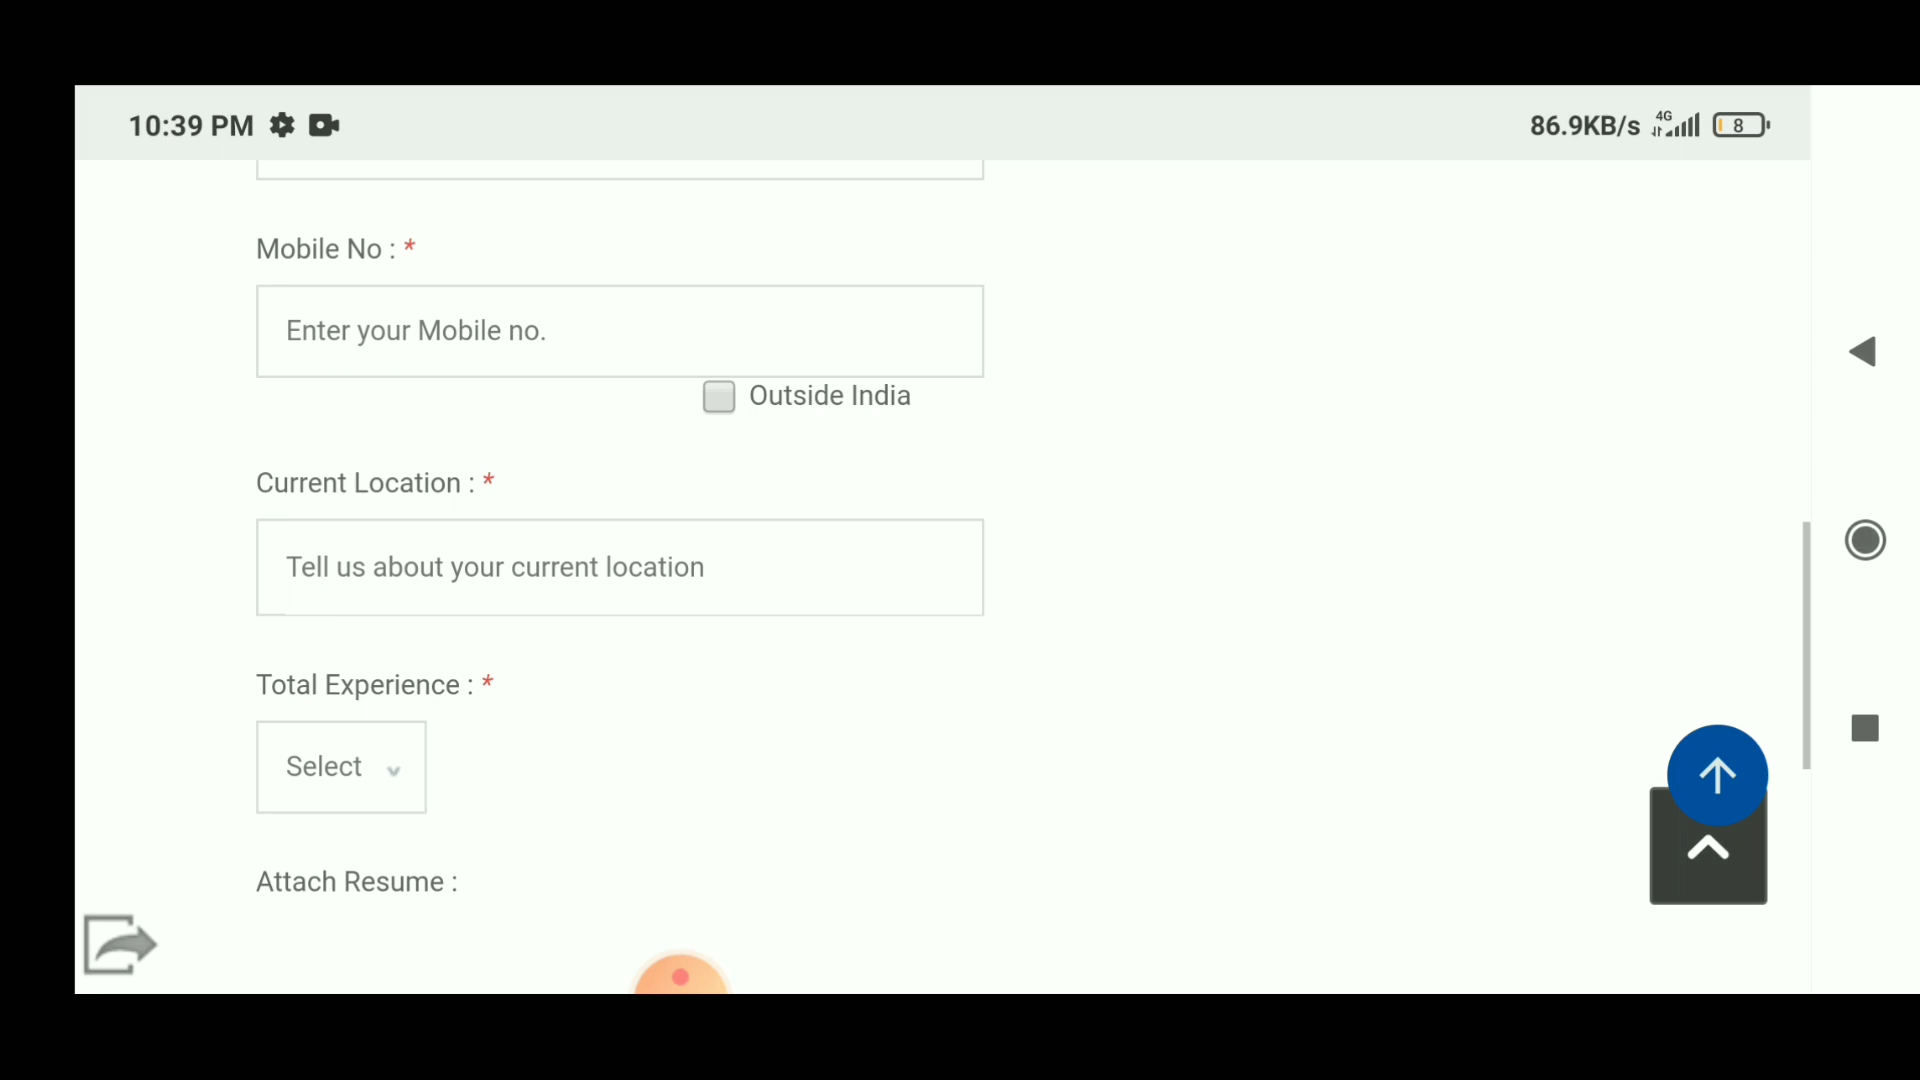 10:39 PM 86.9KB/s 4G 8
Mobile No : *
Enter your Mobile no.
Outside India
Current Location : *
Tell us about your current location
Total Experience : *
Select
Attach Resume :